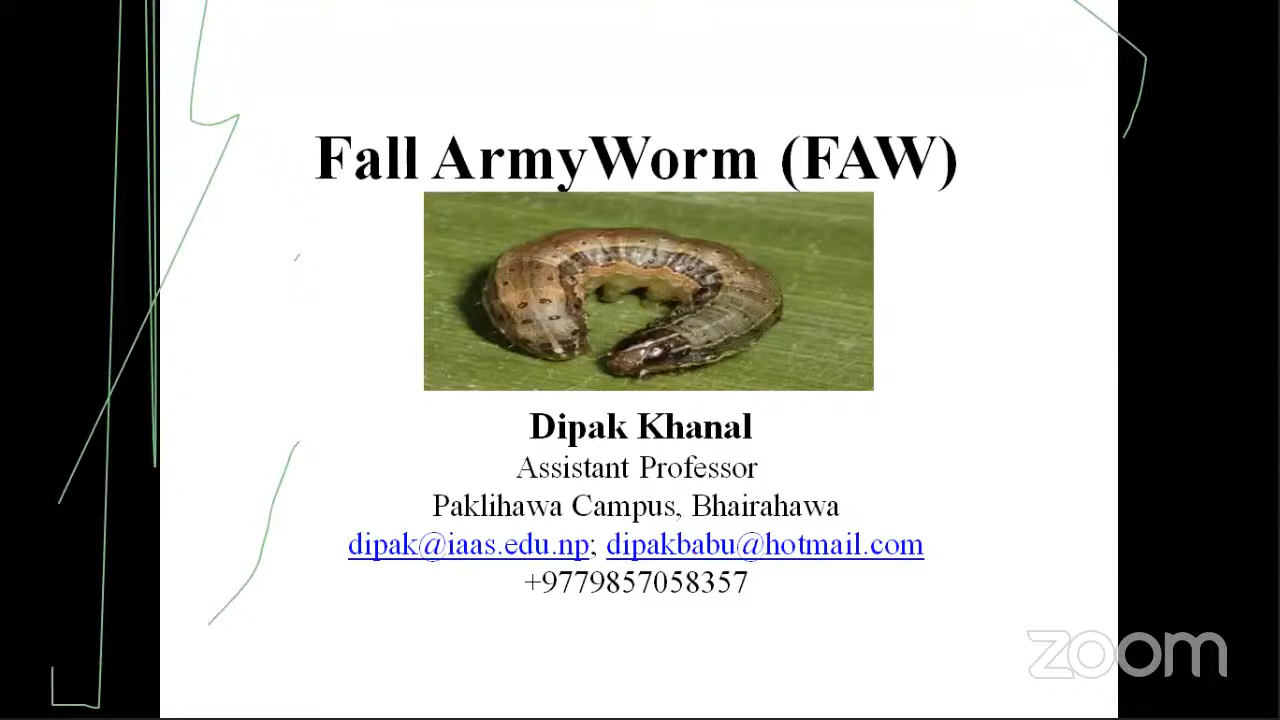 Fall ArmyWorm (FAW)
Dipak Khanal
Assistant Professor
Paklihawa Campus, Bhairahawa
dipak@iaas.edu.np; dipakbabu@hotmail.com
+9779857058357
zoom